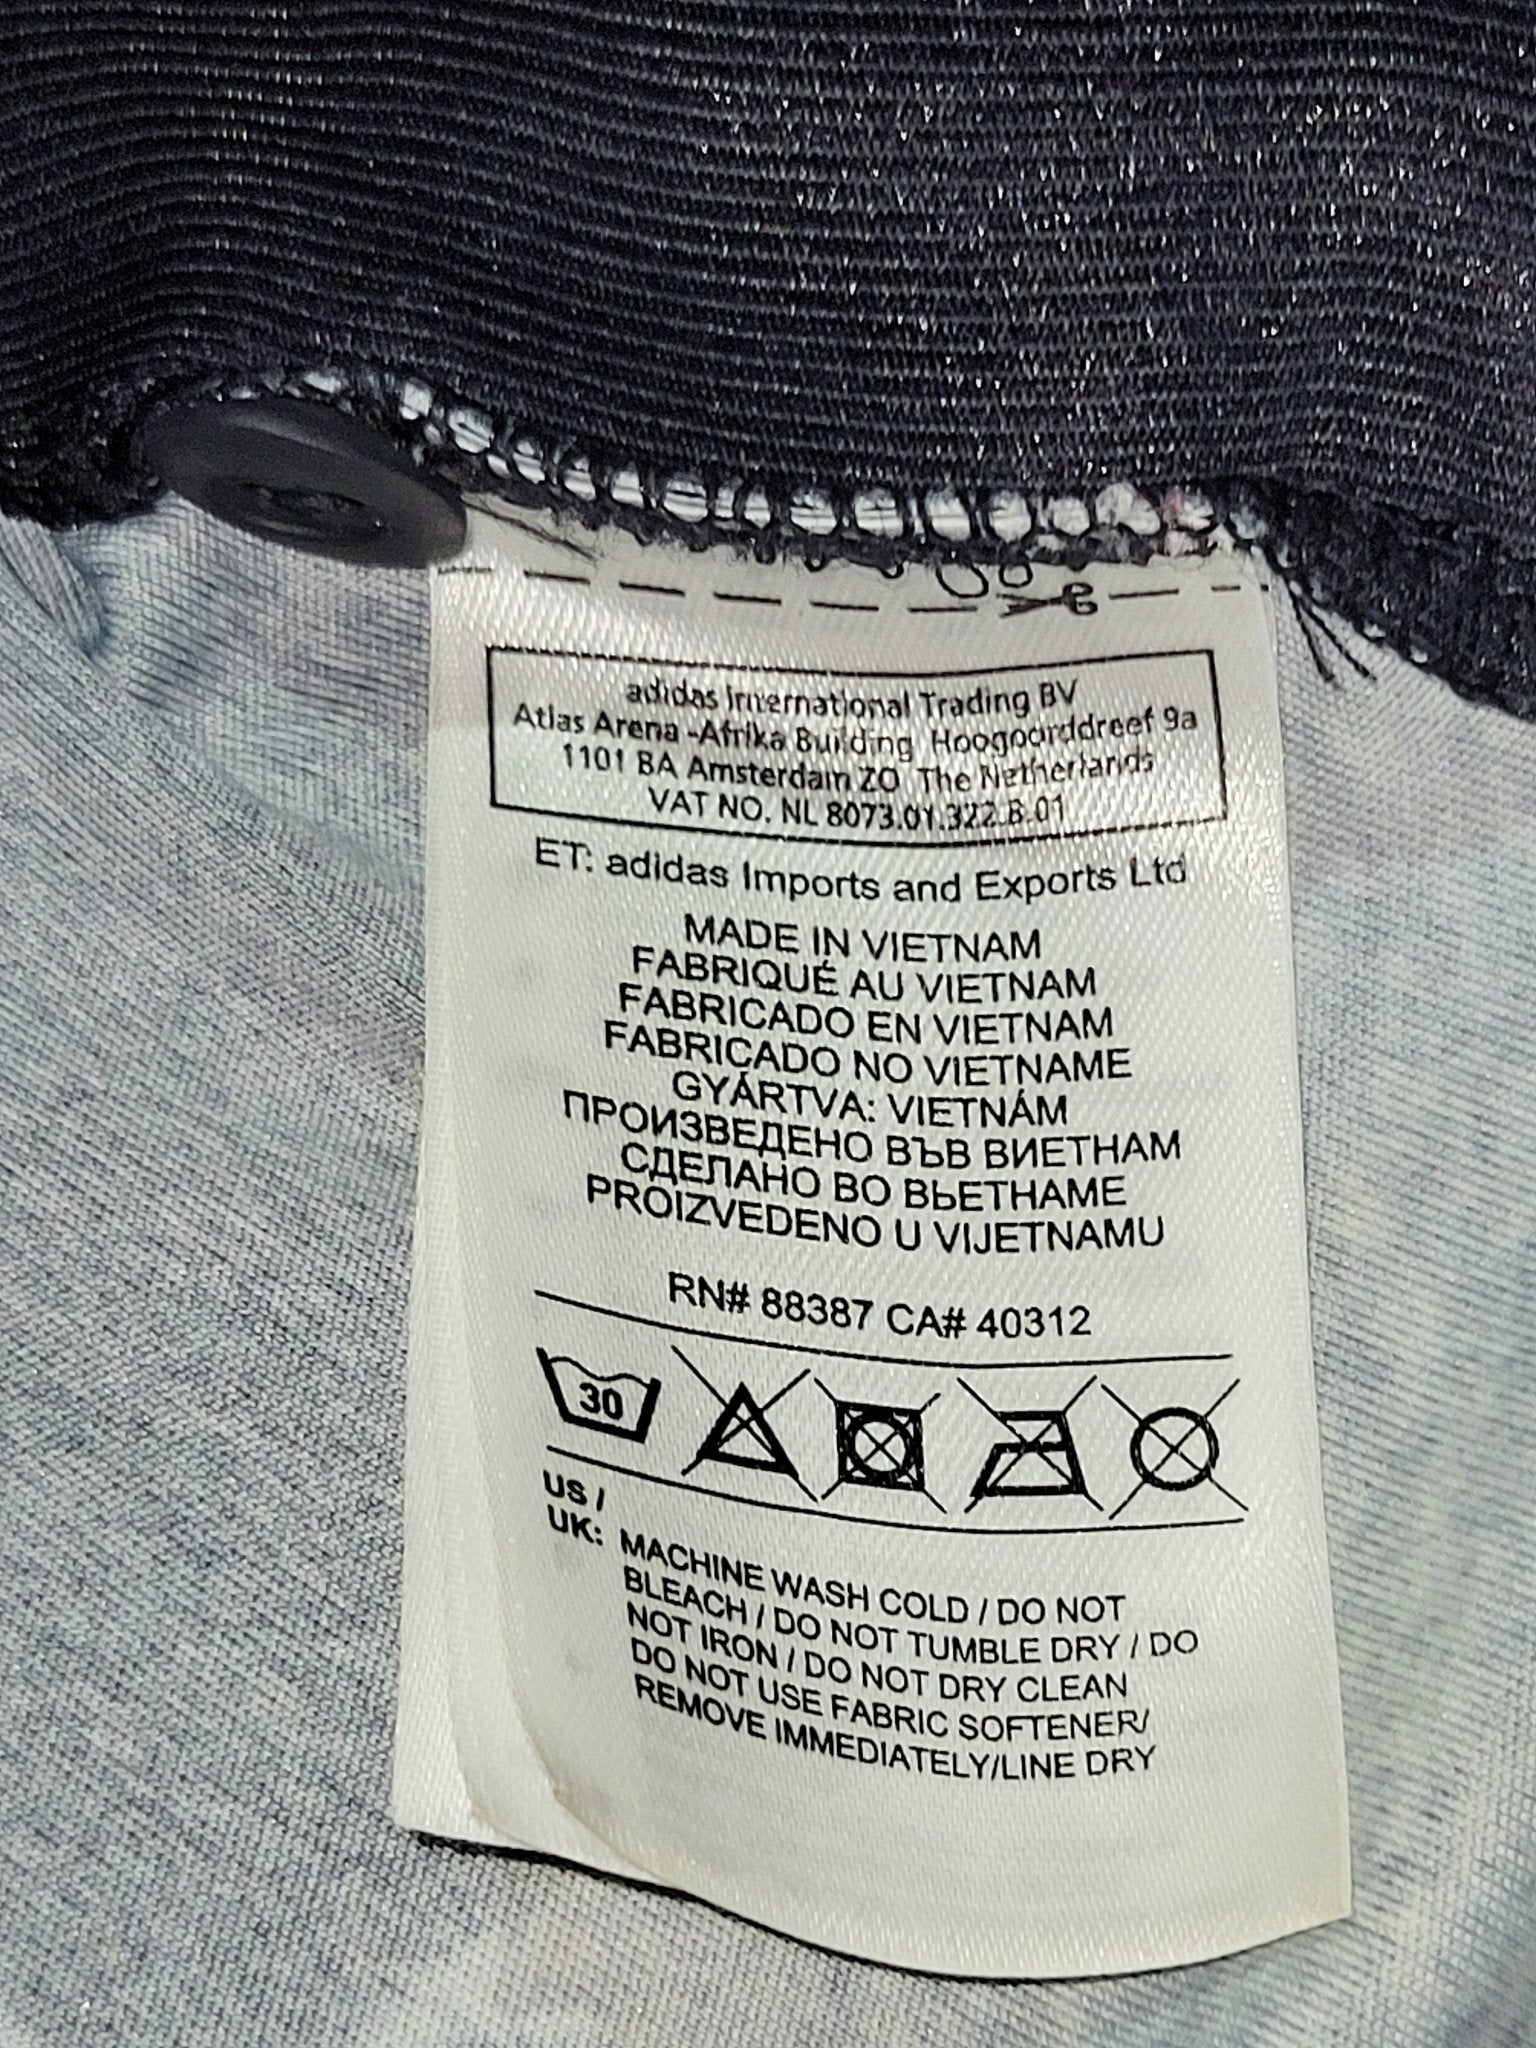 adidas International Trading BV
Atlas Arena -Afrika Building Hoogoorddreef 9a
1101 BA Amsterdam ZO The Netherlands
VAT NO. NL 8073.01.322.B.01
ET: adidas Imports and Exports Ltd
MADE IN VIETNAM
FABRIQUÉ AU VIETNAM
FABRICADO EN VIETNAM
FABRICADO NO VIETNAME
GYÁRTVA: VIETNÁM
ПРОИЗВЕДЕНО ВЪВ ВИЕТНАМ
СДЕЛАНО ВО ВЬЕТНАМЕ
PROIZVEDENO U VIJETNAMU
RN# 88387 CA# 40312
30
US /
UK: MACHINE WASH COLD / DO NOT
BLEACH / DO NOT TUMBLE DRY / DO
NOT IRON / DO NOT DRY CLEAN
DO NOT USE FABRIC SOFTENER/
REMOVE IMMEDIATELY/LINE DRY